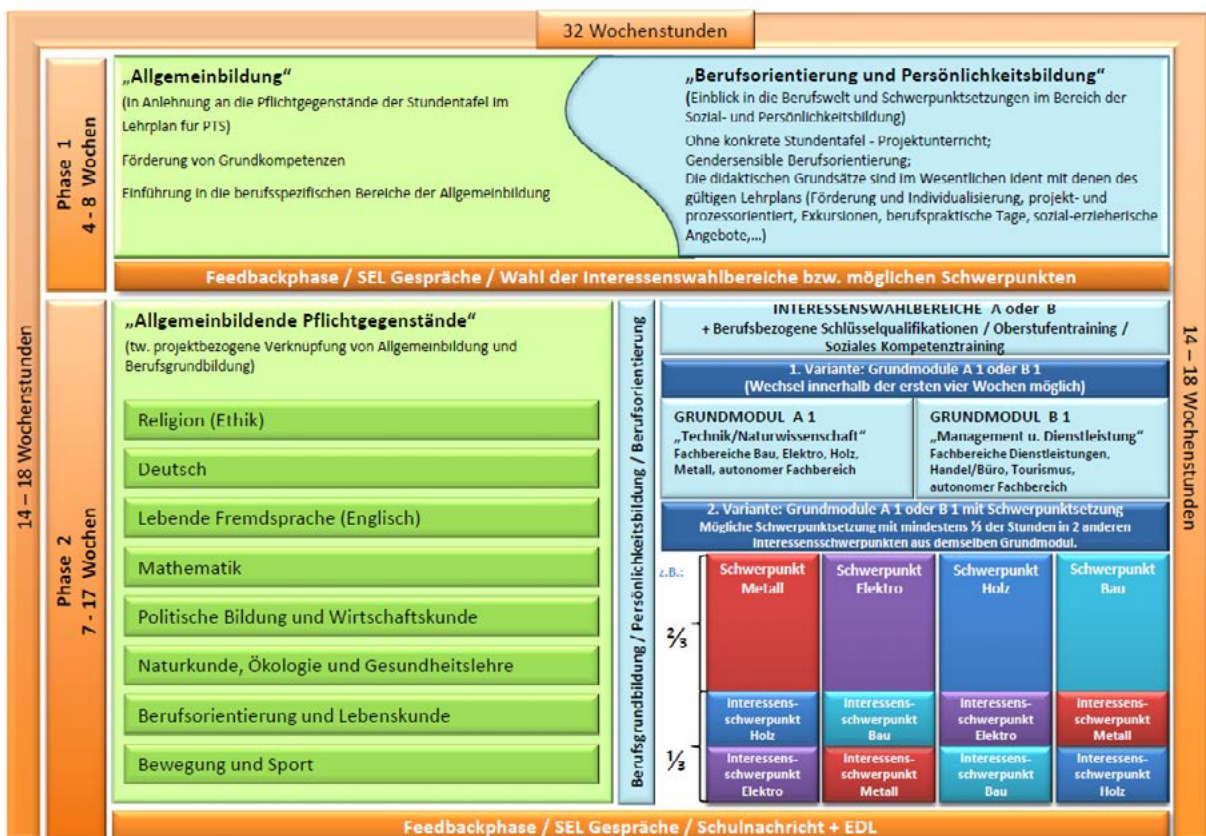 32 Wochenstunden
14 – 18 Wochenstunden
Phase 1
4 - 8 Wochen
„Allgemeinbildung“
(In Anlehnung an die Pflichtgegenstände der Stundentafel im
Lehrplan für PTS)
Förderung von Grundkompetenzen
Einführung in die berufsspezifischen Bereiche der Allgemeinbildung
„Berufsorientierung und Persönlichkeitsbildung“
(Einblick in die Berufswelt und Schwerpunktsetzungen im Bereich der
Sozial- und Persönlichkeitsbildung)
Ohne konkrete Stundentafel - Projektunterricht;
Gendersensible Berufsorientierung;
Die didaktischen Grundsätze sind im Wesentlichen ident mit denen des
gültigen Lehrplans (Förderung und Individualisierung, projekt- und
prozessorientiert, Exkursionen, berufspraktische Tage, sozial-erzieherische
Angebote,...)
14 – 18 Wochenstunden
Feedbackphase / SEL Gespräche / Wahl der Interessenswahlbereiche bzw. möglichen Schwerpunkten
Phase 2
7 - 17 Wochen
„Allgemeinbildende Pflichtgegenstände“
(tw. projektbezogene Verknüpfung von Allgemeinbildung und
Berufsgrundbildung)
Religion (Ethik)
Deutsch
Lebende Fremdsprache (Englisch)
Mathematik
Politische Bildung und Wirtschaftskunde
Naturkunde, Ökologie und Gesundheitslehre
Berufsorientierung und Lebenskunde
Bewegung und Sport
Berufsgrundbildung / Persönlichkeitsbildung / Berufsorientierung
INTERESSENSWAHLBEREICHE A oder B
+ Berufsbezogene Schlüsselqualifikationen / Oberstufentraining /
Soziales Kompetenztraining
1. Variante: Grundmodule A 1 oder B 1
(Wechsel innerhalb der ersten vier Wochen möglich)
GRUNDMODUL A 1
„Technik/Naturwissenschaft“
Fachbereiche Bau, Elektro, Holz,
Metall, autonomer Fachbereich
GRUNDMODUL B 1
„Management u. Dienstleistung“
Fachbereiche Dienstleistungen,
Handel/Büro, Tourismus,
autonomer Fachbereich
2. Variante: Grundmodule A 1 oder B 1 mit Schwerpunktsetzung
Mögliche Schwerpunktsetzung mit mindestens ⅓ der Stunden in 2 anderen
Interessensschwerpunkten aus demselben Grundmodul.
z.B.:
⅔
⅓
Schwerpunkt
Metall
Schwerpunkt
Elektro
Schwerpunkt
Holz
Schwerpunkt
Bau
Interessens-
schwerpunkt
Holz
Interessens-
schwerpunkt
Bau
Interessens-
schwerpunkt
Elektro
Interessens-
schwerpunkt
Metall
Interessens-
schwerpunkt
Elektro
Interessens-
schwerpunkt
Metall
Interessens-
schwerpunkt
Bau
Interessens-
schwerpunkt
Holz
Feedbackphase / SEL Gespräche / Schulnachricht + EDL